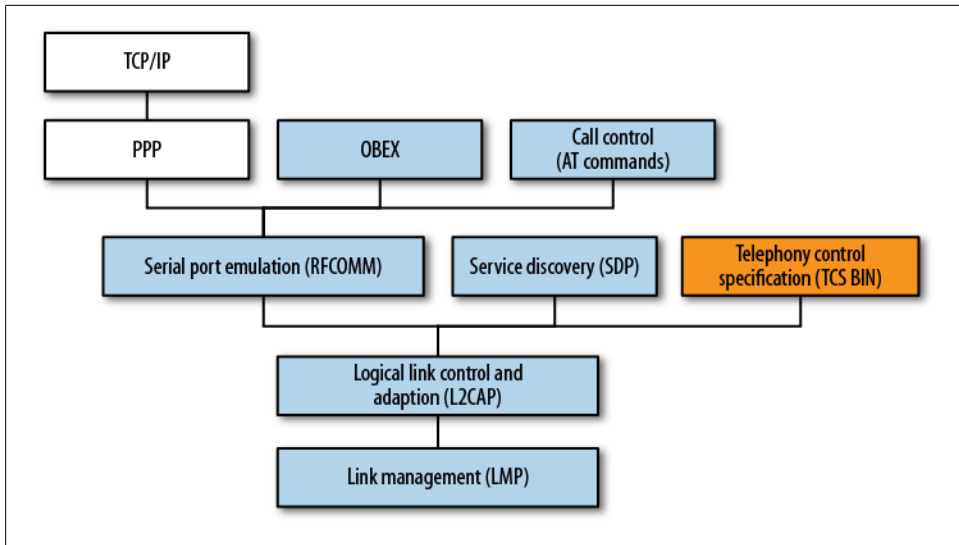 TCP/IP
PPP
OBEX
Call control
(AT commands)
Serial port emulation (RFCOMM)
Service discovery (SDP)
Telephony control
specification (TCS BIN)
Logical link control and
adaption (L2CAP)
Link management (LMP)